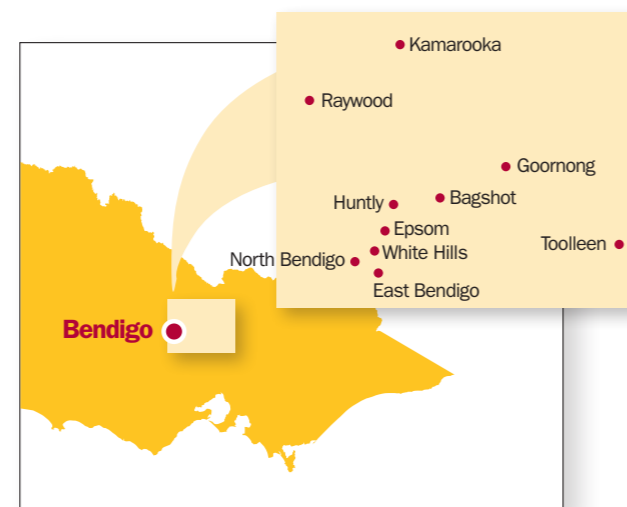 Kamarooka
Raywood
Goornong
Bagshot
Huntly
Epsom
Toolleen
White Hills
North Bendigo
East Bendigo
Bendigo